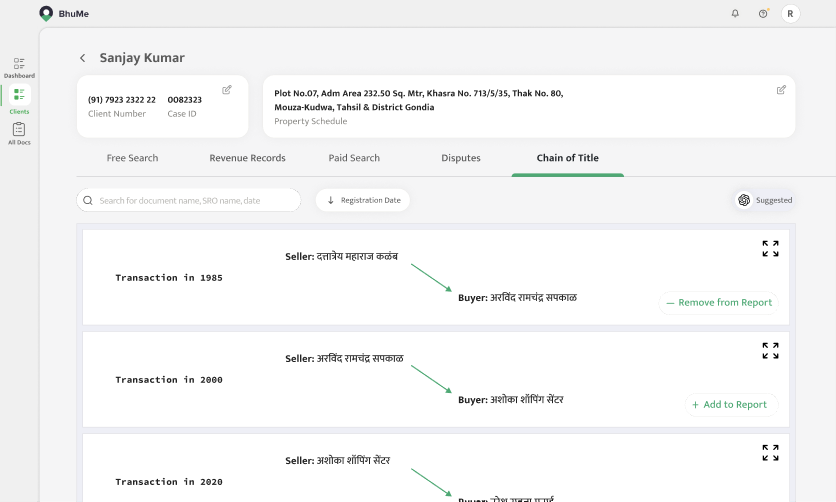 BhuMe
R
Dashboard
Clients
All Docs
Sanjay Kumar
(91) 7923 2322 22 0082323
Client Number Case ID
Plot No.07, Adm Area 232.50 Sq. Mtr, Khasra No. 713/5/35, Thak No. 80,
Mouza-Kudwa, Tahsil & District Gondia
Property Schedule
Free Search Revenue Records Paid Search Disputes Chain of Title
Search for document name, SRO name, date
Registration Date
Suggested
Transaction in 1985
Seller: दत्तात्रेय महाराज कळंब
Buyer: अरविंद रामचंद्र सपकाळ
— Remove from Report
Transaction in 2000
Seller: अरविंद रामचंद्र सपकाळ
Buyer: अशोका शॉपिंग सेंटर
+ Add to Report
Transaction in 2020
Seller: अशोका शॉपिंग सेंटर
Buyer: